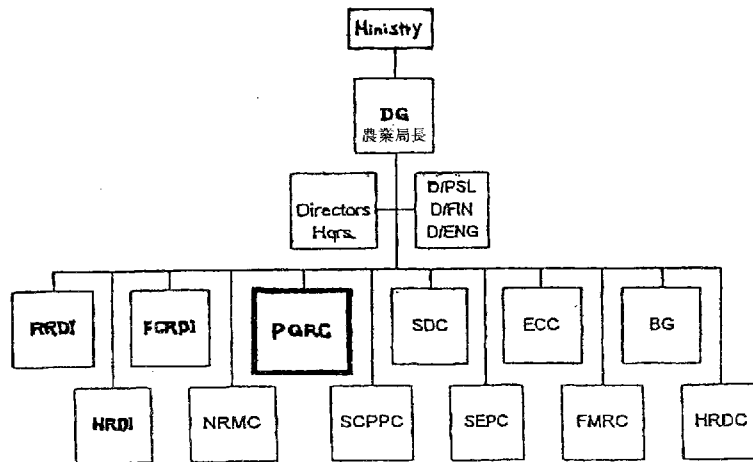 Ministry
DG
農業局長
Directors
Hqrs.
D/PSL
D/FIN
D/ENG
RRDI
FCRDI
PGRC
SDC
ECC
BG
HRDI
NRMC
SCPPC
SEPC
FMRC
HRDC